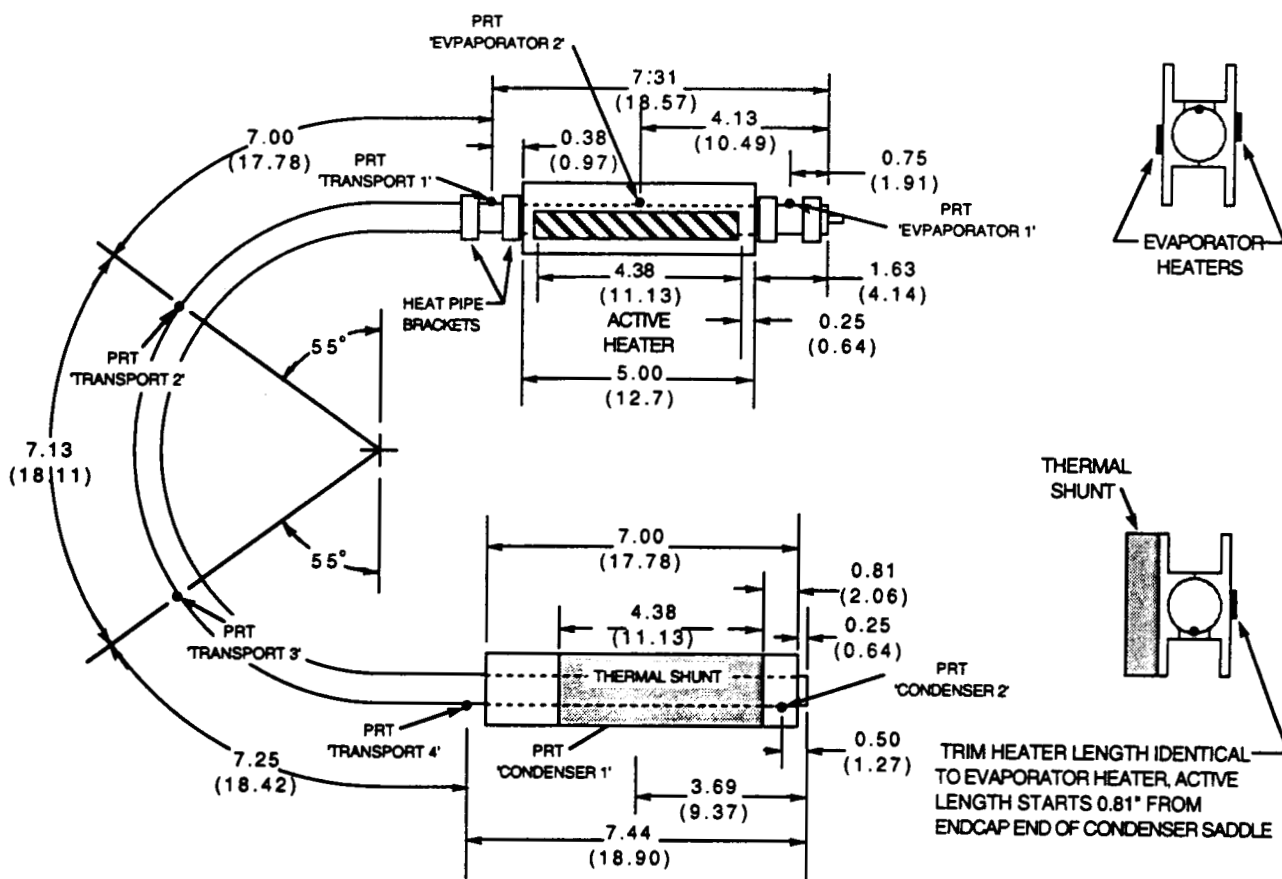 PRT
'EVPAPORATOR 2'
7.31
(18.57)
4.13
(10.49)
7.00
(17.78)
0.38
(0.97)
0.75
(1.91)
PRT
'TRANSPORT 1'
PRT
'EVPAPORATOR 1'
EVAPORATOR
HEATERS
4.38
(11.13)
ACTIVE
HEATER
1.63
(4.14)
HEAT PIPE
BRACKETS
0.25
(0.64)
55°
PRT
'TRANSPORT 2'
5.00
(12.7)
7.13
(18.11)
THERMAL
SHUNT
55°
7.00
(17.78)
0.81
(2.06)
4.38
(11.13)
0.25
(0.64)
PRT
'TRANSPORT 3'
THERMAL SHUNT
PRT
'CONDENSER 2'
PRT
'TRANSPORT 4'
PRT
'CONDENSER 1'
0.50
(1.27)
7.25
(18.42)
3.69
(9.37)
7.44
(18.90)
TRIM HEATER LENGTH IDENTICAL
TO EVAPORATOR HEATER, ACTIVE
LENGTH STARTS 0.81" FROM
ENDCAP END OF CONDENSER SADDLE